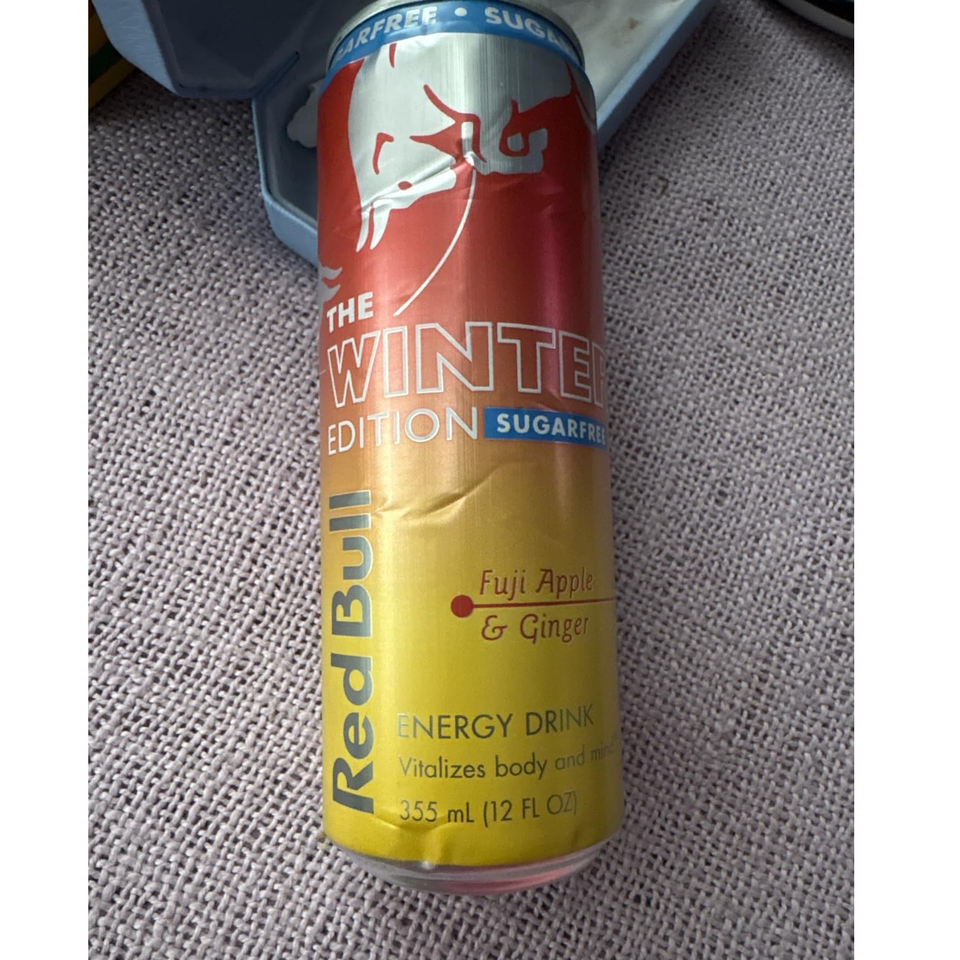 SUGARFREE • SUGAR
THE
WINTER
EDITION SUGARFREE
Red Bull
Fuji Apple
& Ginger
ENERGY DRINK
Vitalizes body and mind
355 mL (12 FL OZ)